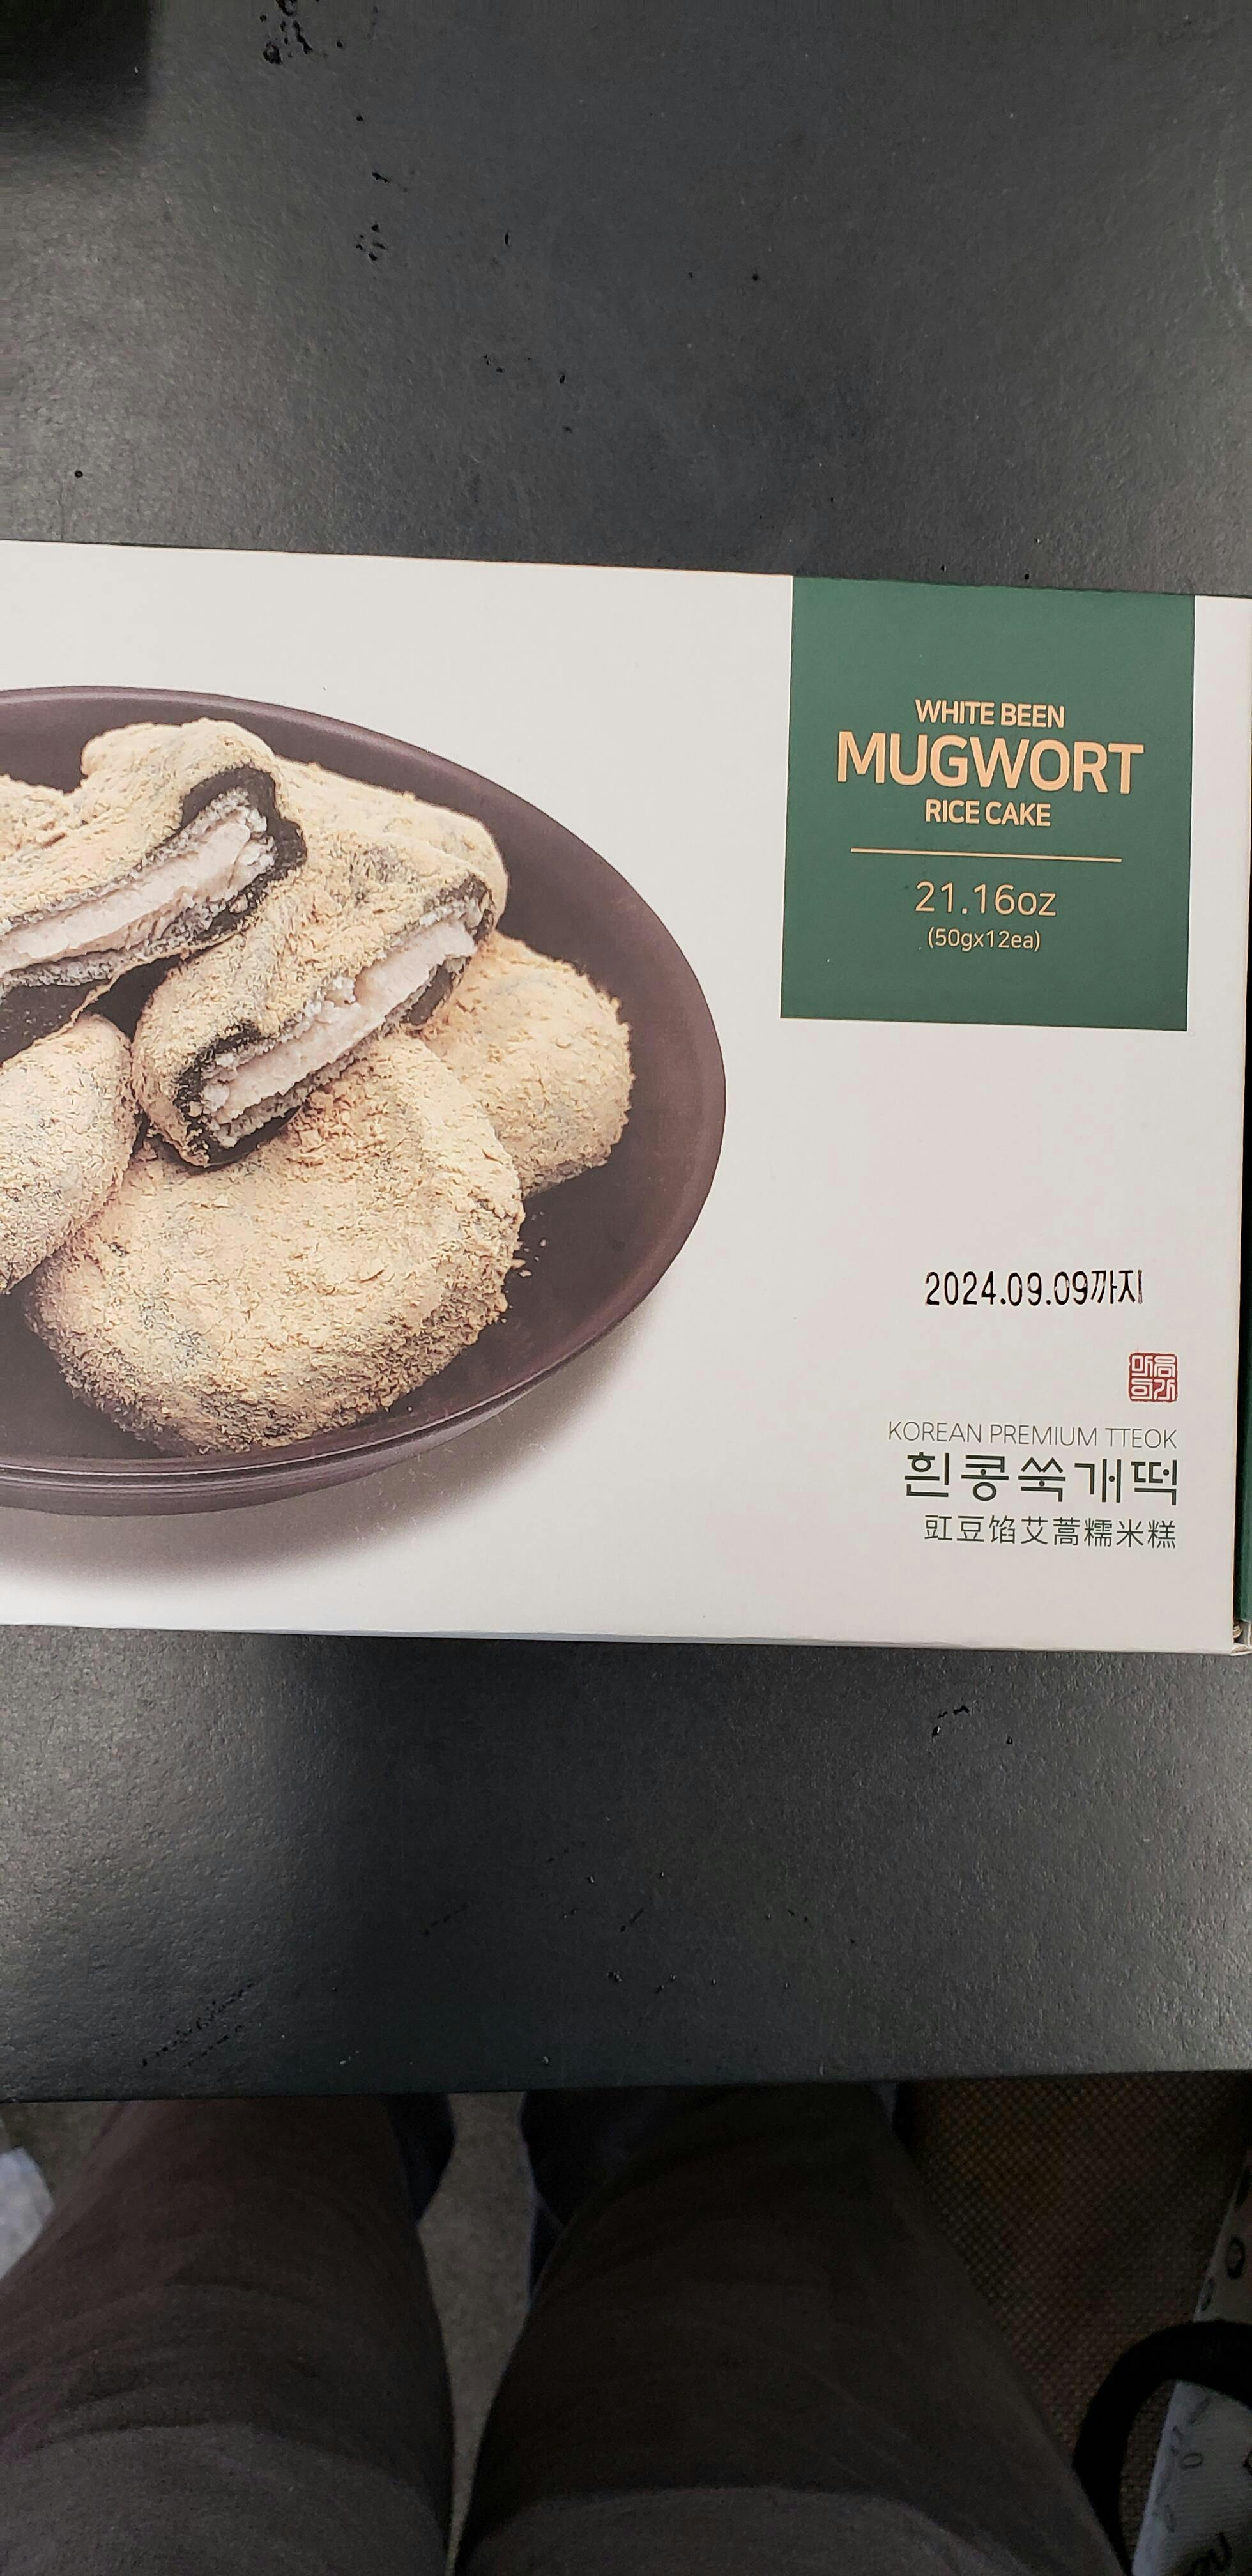 WHITE BEEN
MUGWORT
RICE CAKE
21.16oz
(50gx12ea)
2024.09.09까지
KOREAN PREMIUM TTEOK
흰콩쑥개떡
豇豆馅艾蒿糯米糕